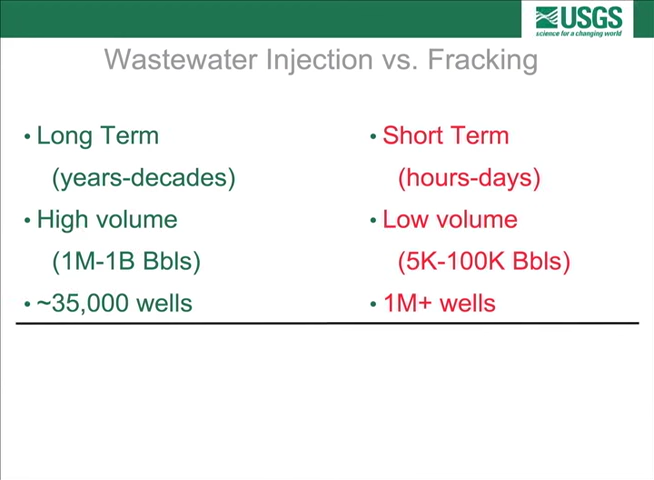 USGS
science for a changing world
Wastewater Injection vs. Fracking
• Long Term
(years-decades)
• High volume
(1M-1B Bbls)
• ~35,000 wells
• Short Term
(hours-days)
• Low volume
(5K-100K Bbls)
• 1M+ wells